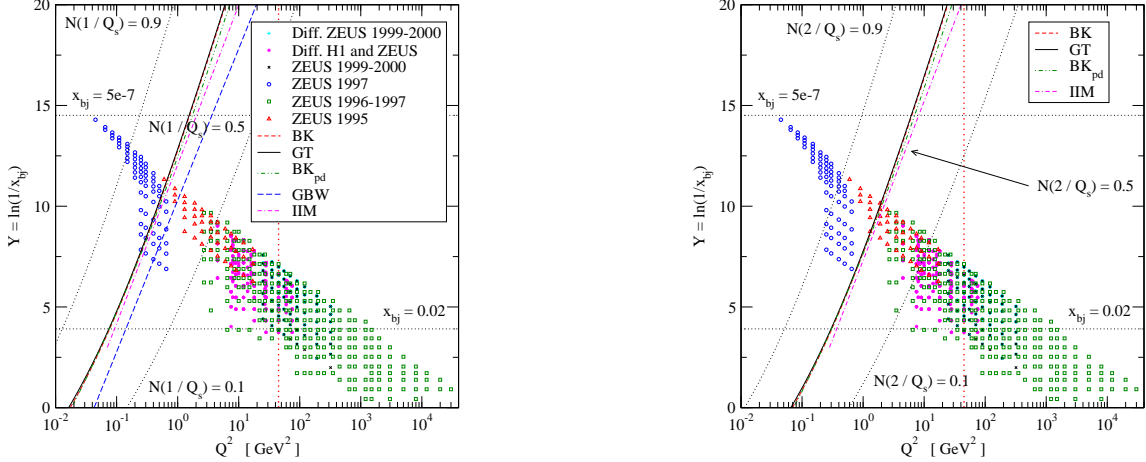 20
15
10
5
0
Y = ln(1/x_bj)
N(1/Q_s) = 0.9
x_bj = 5e-7
N(1 / Q_s) = 0.5
x_bj = 0.02
N(1 / Q_s) = 0.1
Diff. ZEUS 1999-2000
Diff. H1 and ZEUS
ZEUS 1999-2000
ZEUS 1997
ZEUS 1996-1997
ZEUS 1995
BK
GT
BK_pd
GBW
IIM
10^-2 10^-1 10^0 10^1 10^2 10^3 10^4
Q^2 [ GeV^2 ]
20
15
10
5
0
Y = ln(1/x_bj)
N(2/Q_s) = 0.9
x_bj = 5e-7
BK
GT
BK_pd
IIM
N(2 / Q_s) = 0.5
x_bj = 0.02
N(2 / Q_s) = 0.1
10^-2 10^-1 10^0 10^1 10^2 10^3 10^4
Q^2 [ GeV^2 ]